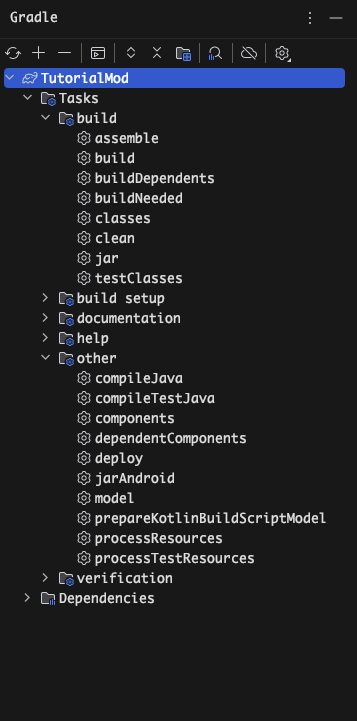 Gradle
TutorialMod
Tasks
build
assemble
build
buildDependents
buildNeeded
classes
clean
jar
testClasses
build setup
documentation
help
other
compileJava
compileTestJava
components
dependentComponents
deploy
jarAndroid
model
prepareKotlinBuildScriptModel
processResources
processTestResources
verification
Dependencies